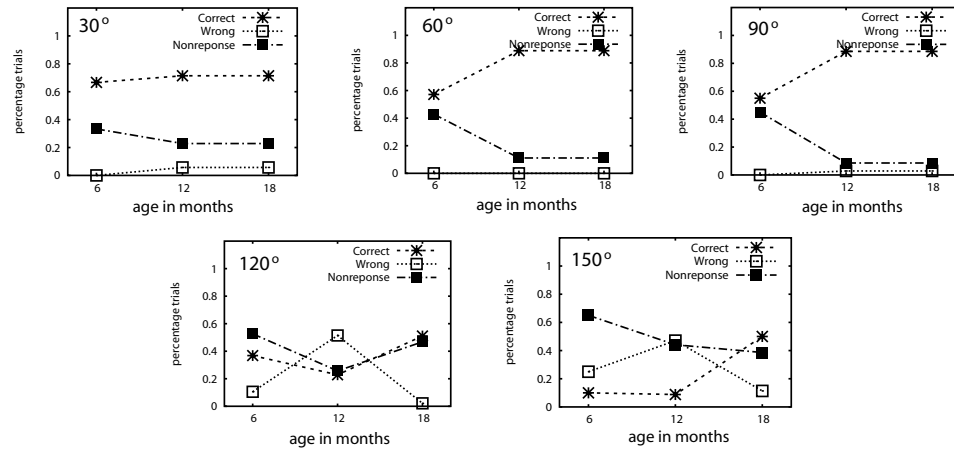 30°
Correct
Wrong
Nonreponse
1
0.8
0.6
0.4
0.2
0
percentage trials
6 12 18
age in months
60°
Correct
Wrong
Nonreponse
1
0.8
0.6
0.4
0.2
0
percentage trials
6 12 18
age in months
90°
Correct
Wrong
Nonreponse
1
0.8
0.6
0.4
0.2
0
percentage trials
6 12 18
age in months
120°
Correct
Wrong
Nonreponse
1
0.8
0.6
0.4
0.2
0
percentage trials
6 12 18
age in months
150°
Correct
Wrong
Nonreponse
1
0.8
0.6
0.4
0.2
0
percentage trials
6 12 18
age in months